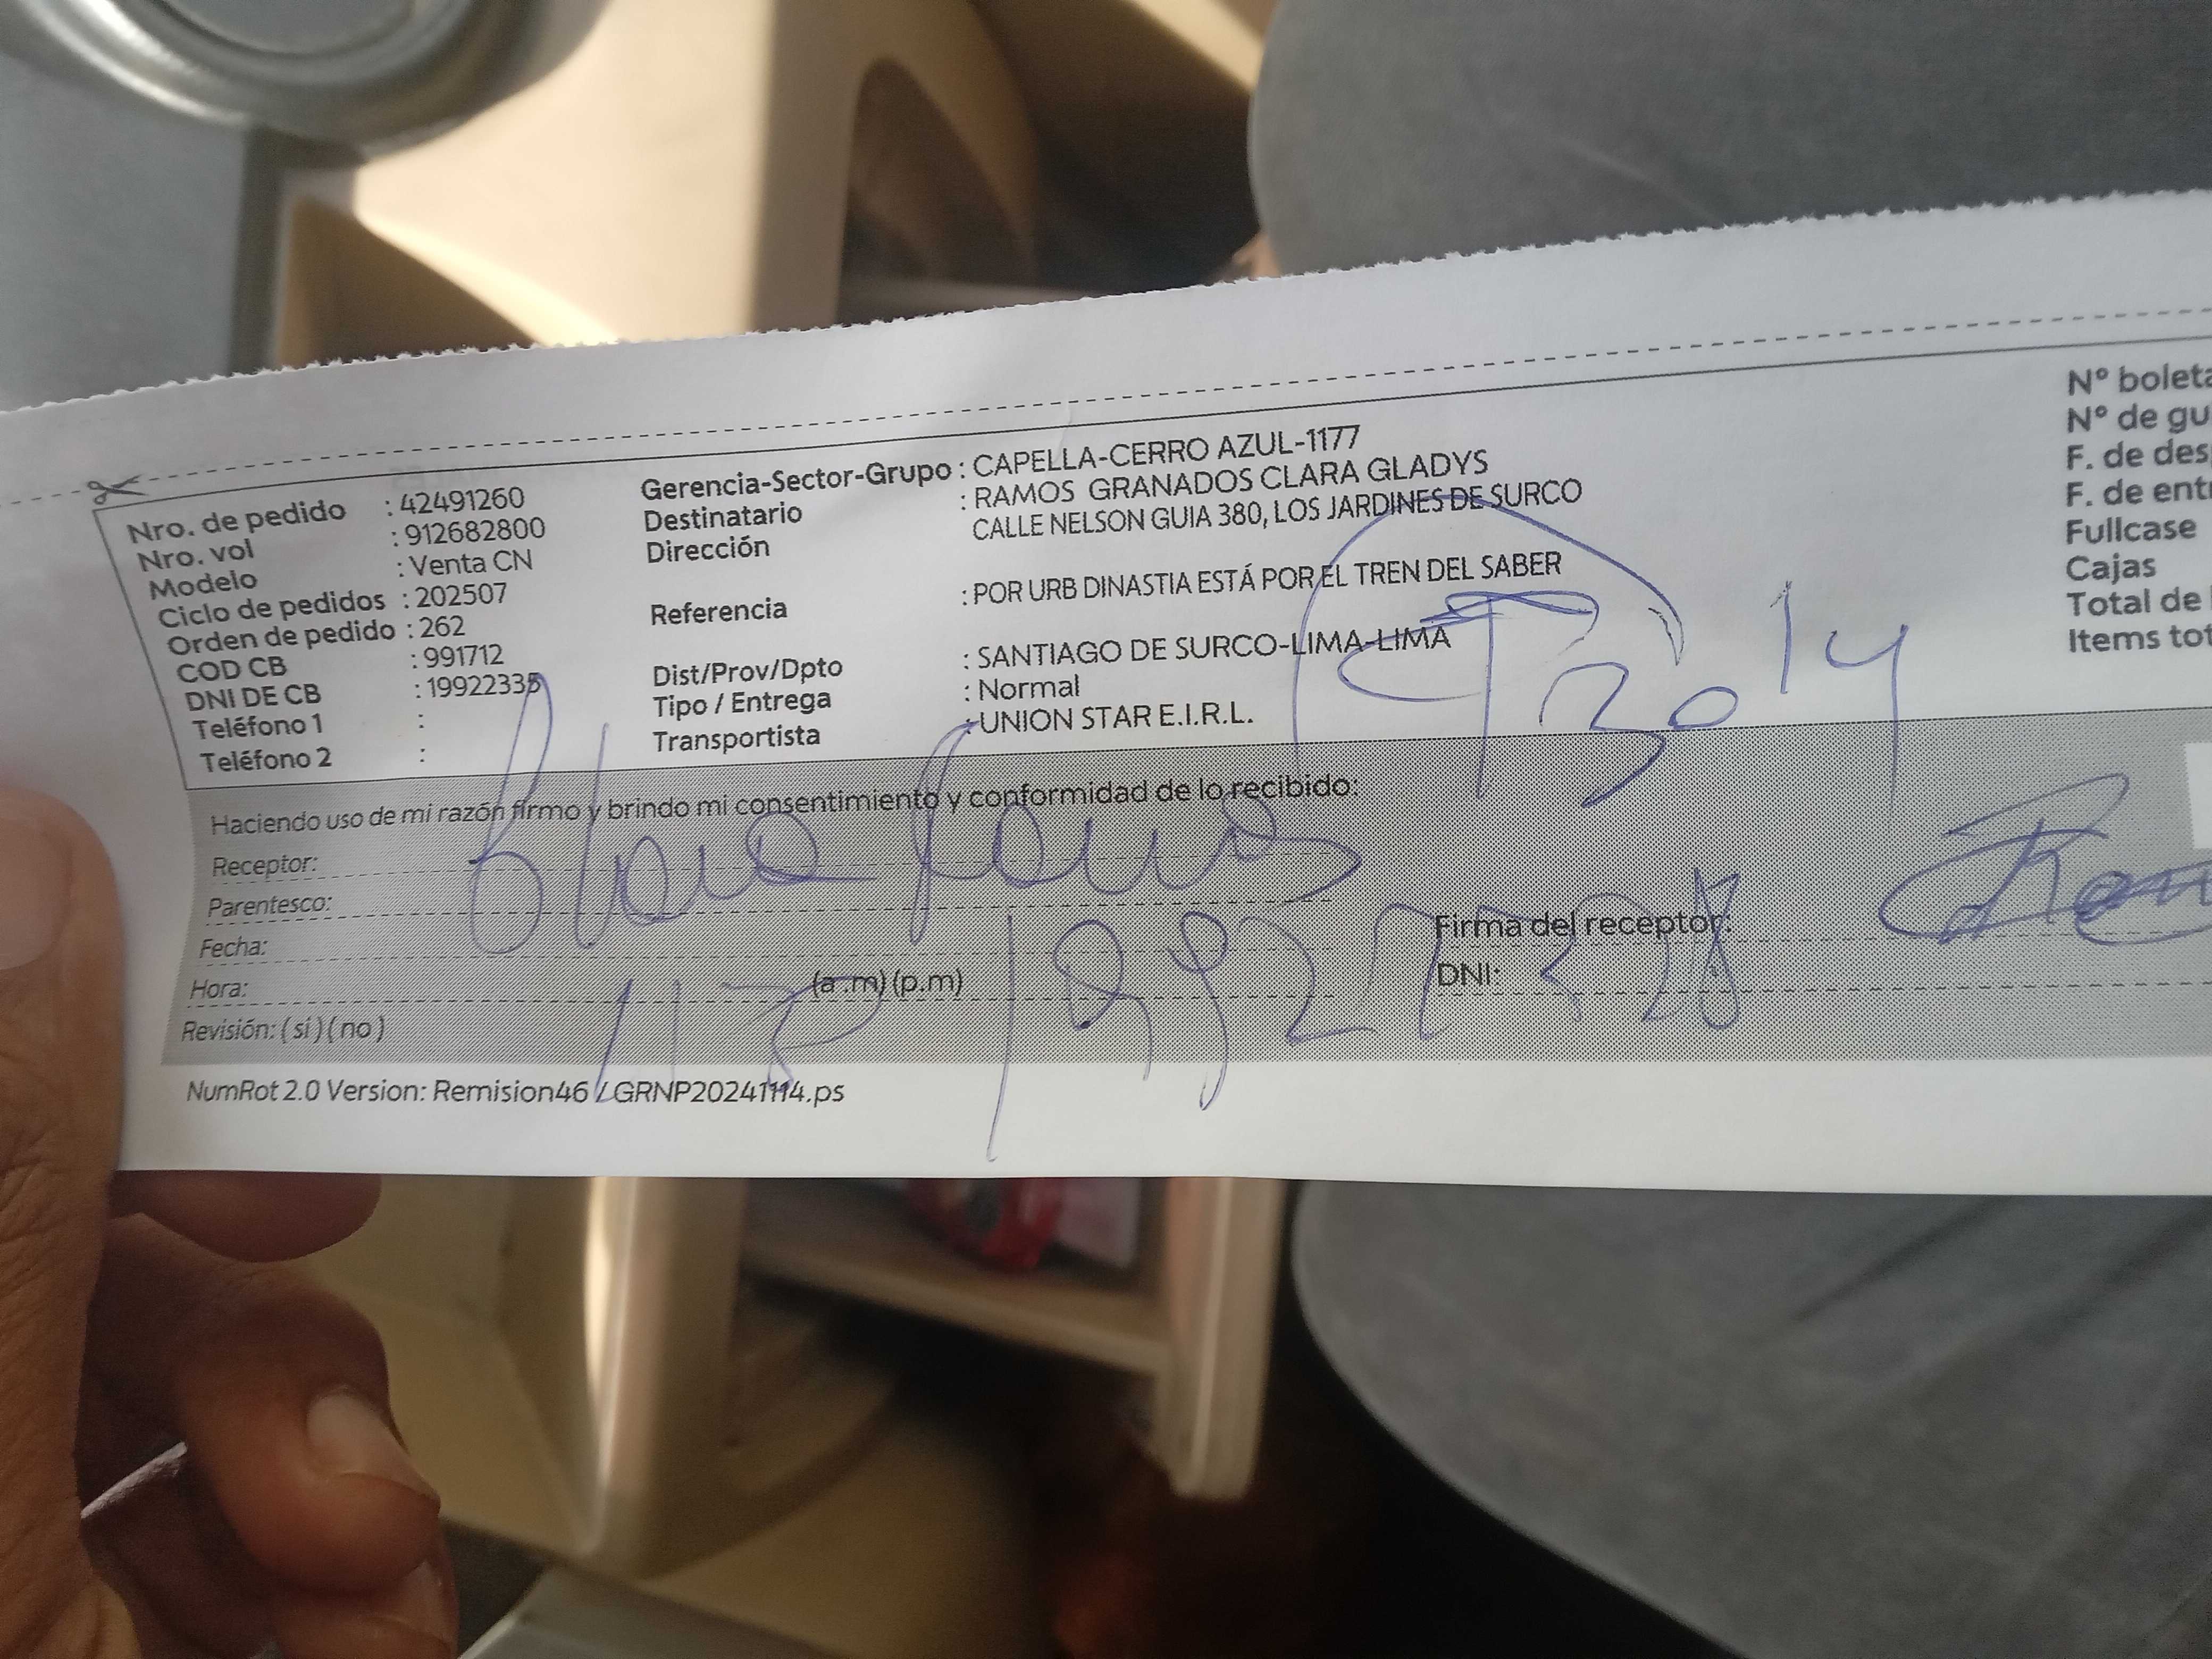 Nro. de pedido : 42491260
Nro. vol : 912682800
Modelo : Venta CN
Ciclo de pedidos : 202507
Orden de pedido : 262
COD CB : 991712
DNI DE CB : 19922335
Teléfono 1 :
Teléfono 2 :
Gerencia-Sector-Grupo : CAPELLA-CERRO AZUL-1177
Destinatario : RAMOS GRANADOS CLARA GLADYS
Dirección CALLE NELSON GUIA 380, LOS JARDINES DE SURCO
Referencia : POR URB DINASTIA ESTÁ POR EL TREN DEL SABER
Dist/Prov/Dpto : SANTIAGO DE SURCO-LIMA-LIMA
Tipo / Entrega : Normal
Transportista : UNION STAR E.I.R.L.
N° boleta
N° de gu
F. de des
F. de ent
Fullcase
Cajas
Total de
Items tot
Haciendo uso de mi razón firmo y brindo mi consentimiento y conformidad de lo recibido:
Receptor:
Parentesco:
Fecha:
Hora: (a.m) (p.m)
Revisión: ( si ) ( no )
Firma del receptor:
DNI:
NumRot 2.0 Version: Remision46 / GRNP20241114.ps